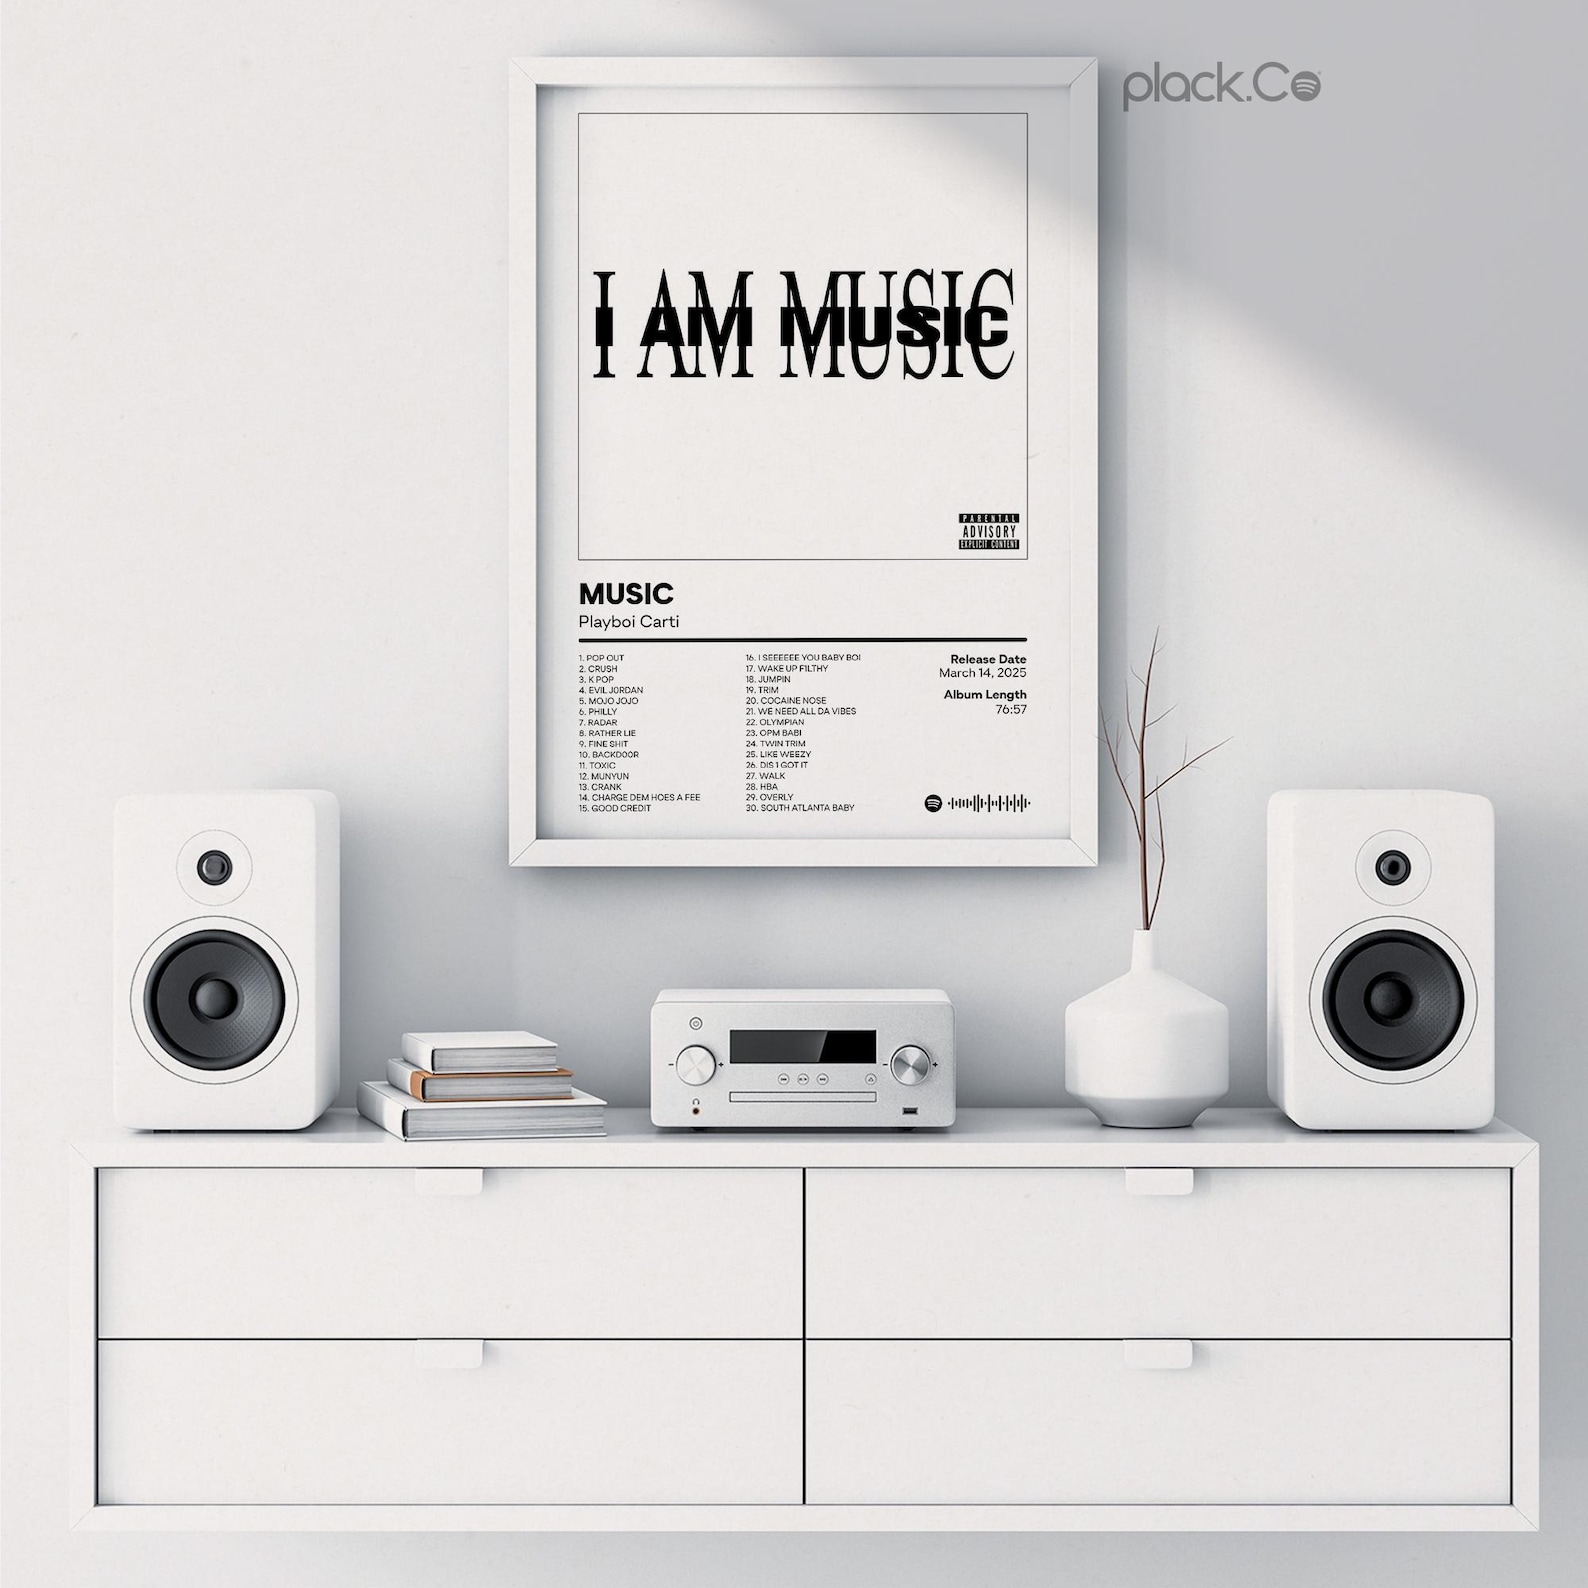 plack.Co
I AM MUSIC
I AM MUSIC
PARENTAL
ADVISORY
EXPLICIT CONTENT
MUSIC
Playboi Carti
1. POP OUT
2. CRUSH
3. K POP
4. EVIL J0RDAN
5. MOJO JOJO
6. PHILLY
7. RADAR
8. RATHER LIE
9. FINE SHIT
10. BACKD00R
11. TOXIC
12. MUNYUN
13. CRANK
14. CHARGE DEM HOES A FEE
15. GOOD CREDIT
16. I SEEEEEE YOU BABY BOI
17. WAKE UP F1LTHY
18. JUMPIN
19. TRIM
20. COCAINE NOSE
21. WE NEED ALL DA VIBES
22. OLYMPIAN
23. OPM BABI
24. TWIN TRIM
25. LIKE WEEZY
26. DIS 1 GOT IT
27. WALK
28. HBA
29. OVERLY
30. SOUTH ATLANTA BABY
Release Date
March 14, 2025
Album Length
76:57